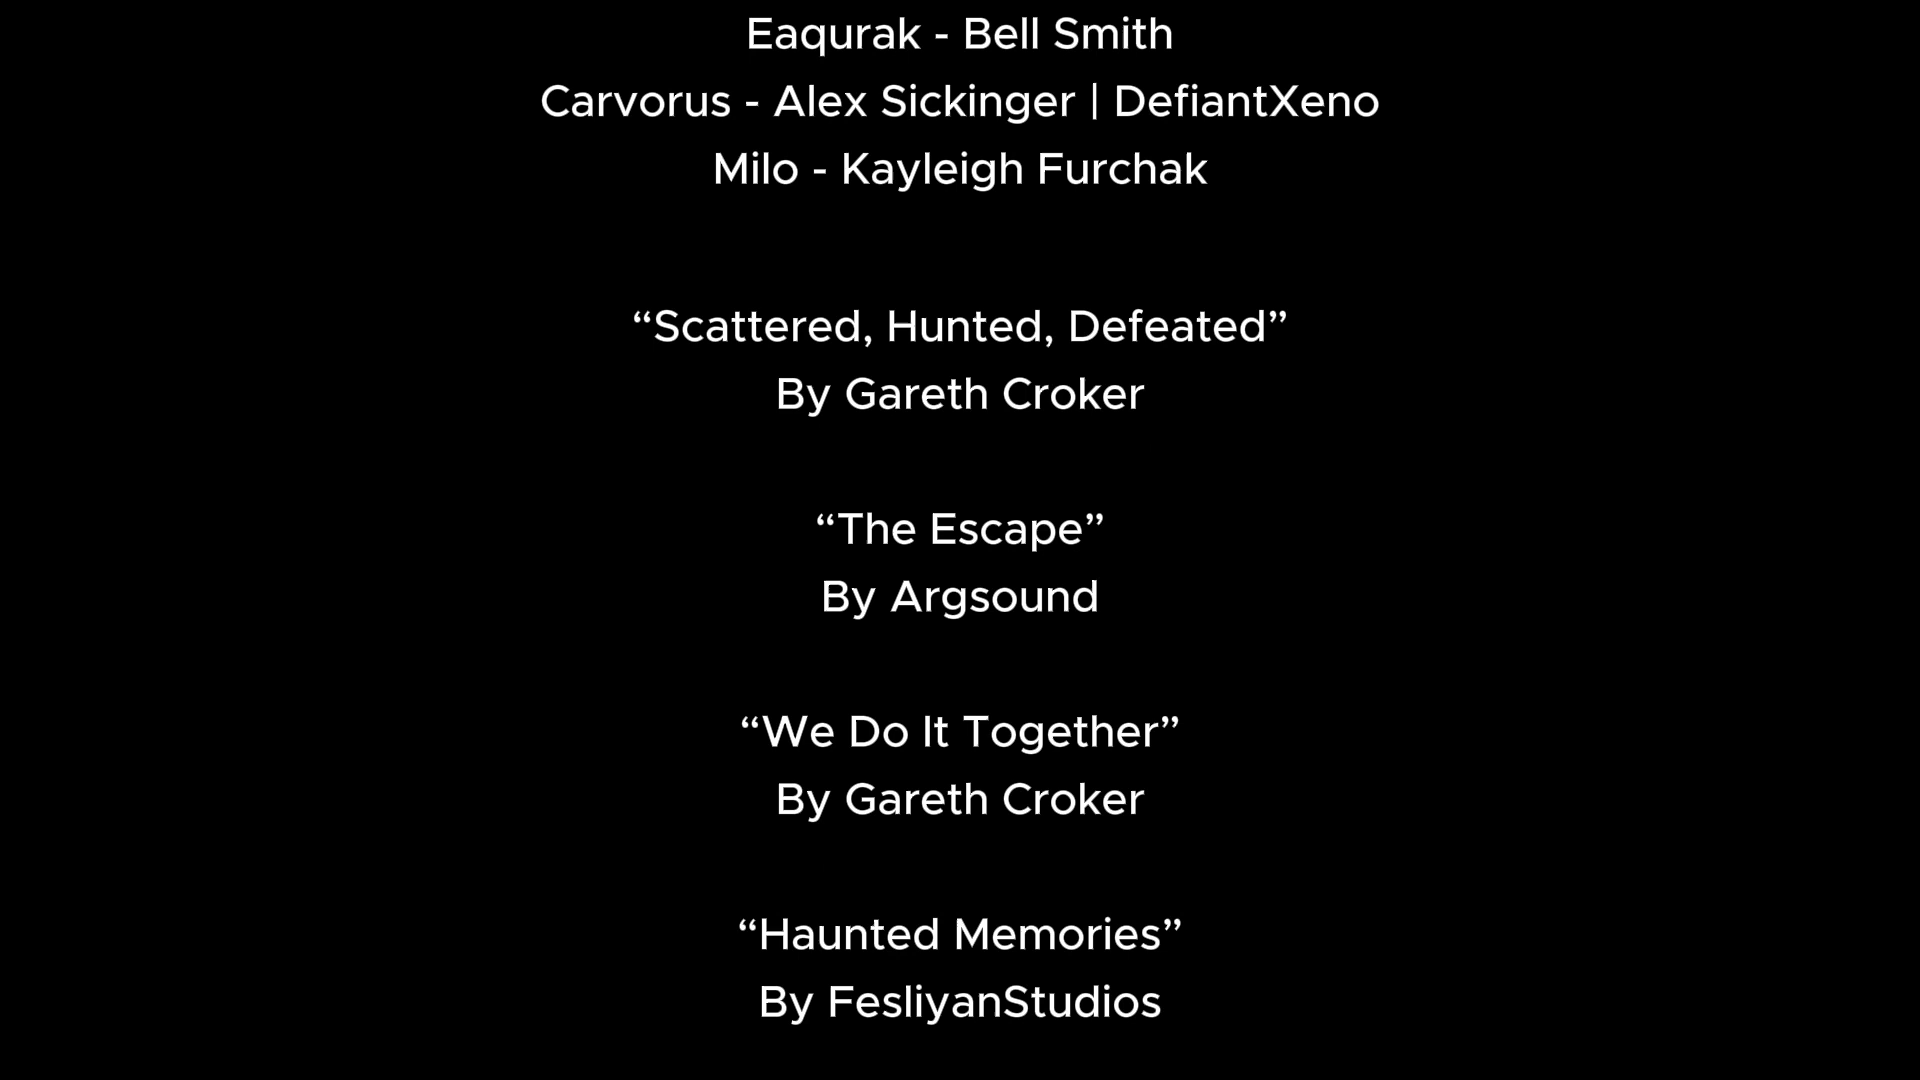 Eaqurak - Bell Smith
Carvorus - Alex Sickinger | DefiantXeno
Milo - Kayleigh Furchak
“Scattered, Hunted, Defeated”
By Gareth Croker
“The Escape”
By Argsound
“We Do It Together”
By Gareth Croker
“Haunted Memories”
By FesliyanStudios